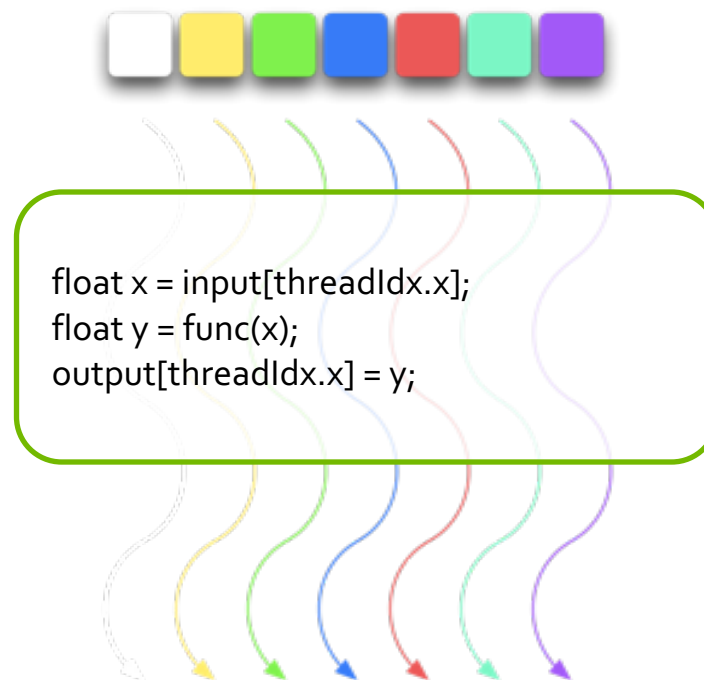 float x = input[threadIdx.x];
float y = func(x);
output[threadIdx.x] = y;